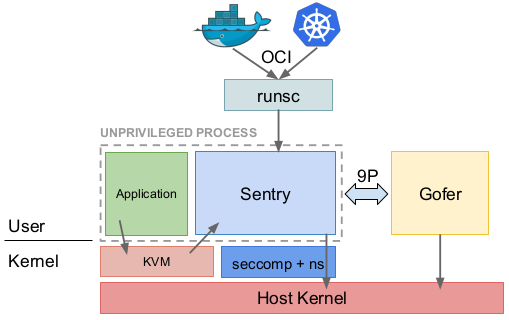 OCI
runsc
UNPRIVILEGED PROCESS
Application
Sentry
9P
Gofer
User
Kernel
KVM
seccomp + ns
Host Kernel